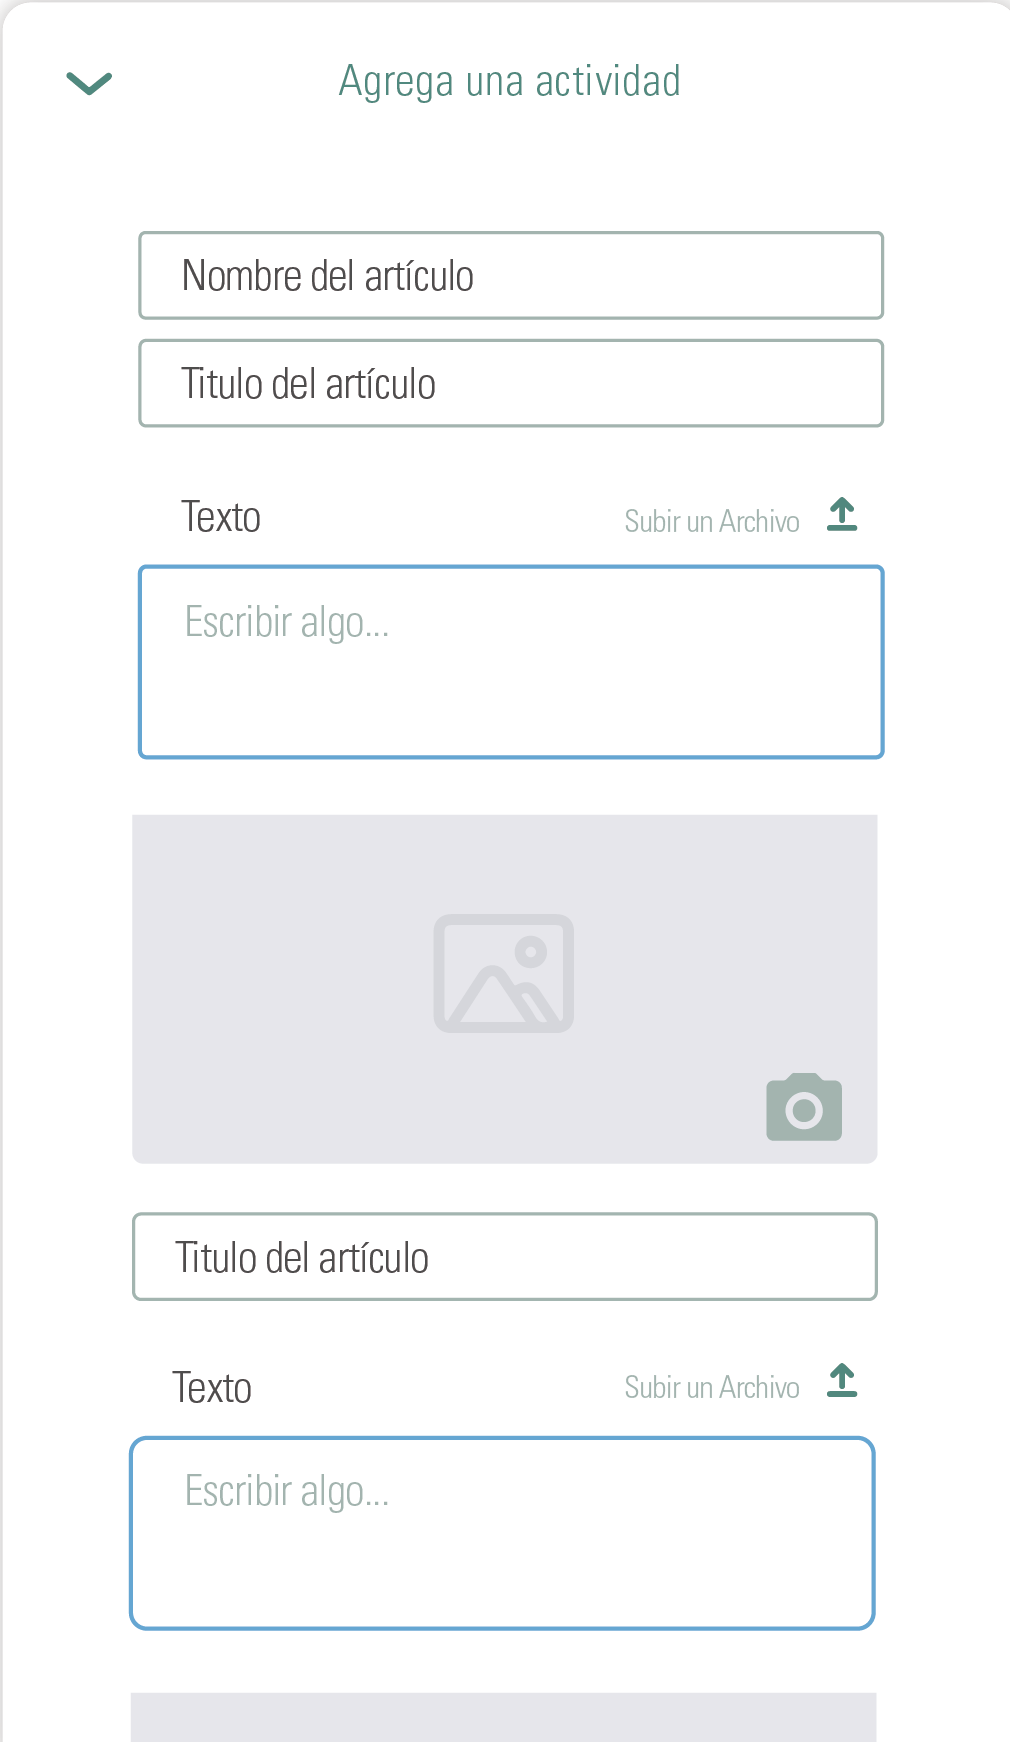 Agrega una actividad
Nombre del artículo
Titulo del artículo
Texto
Subir un Archivo
Escribir algo...
Titulo del artículo
Texto
Subir un Archivo
Escribir algo...